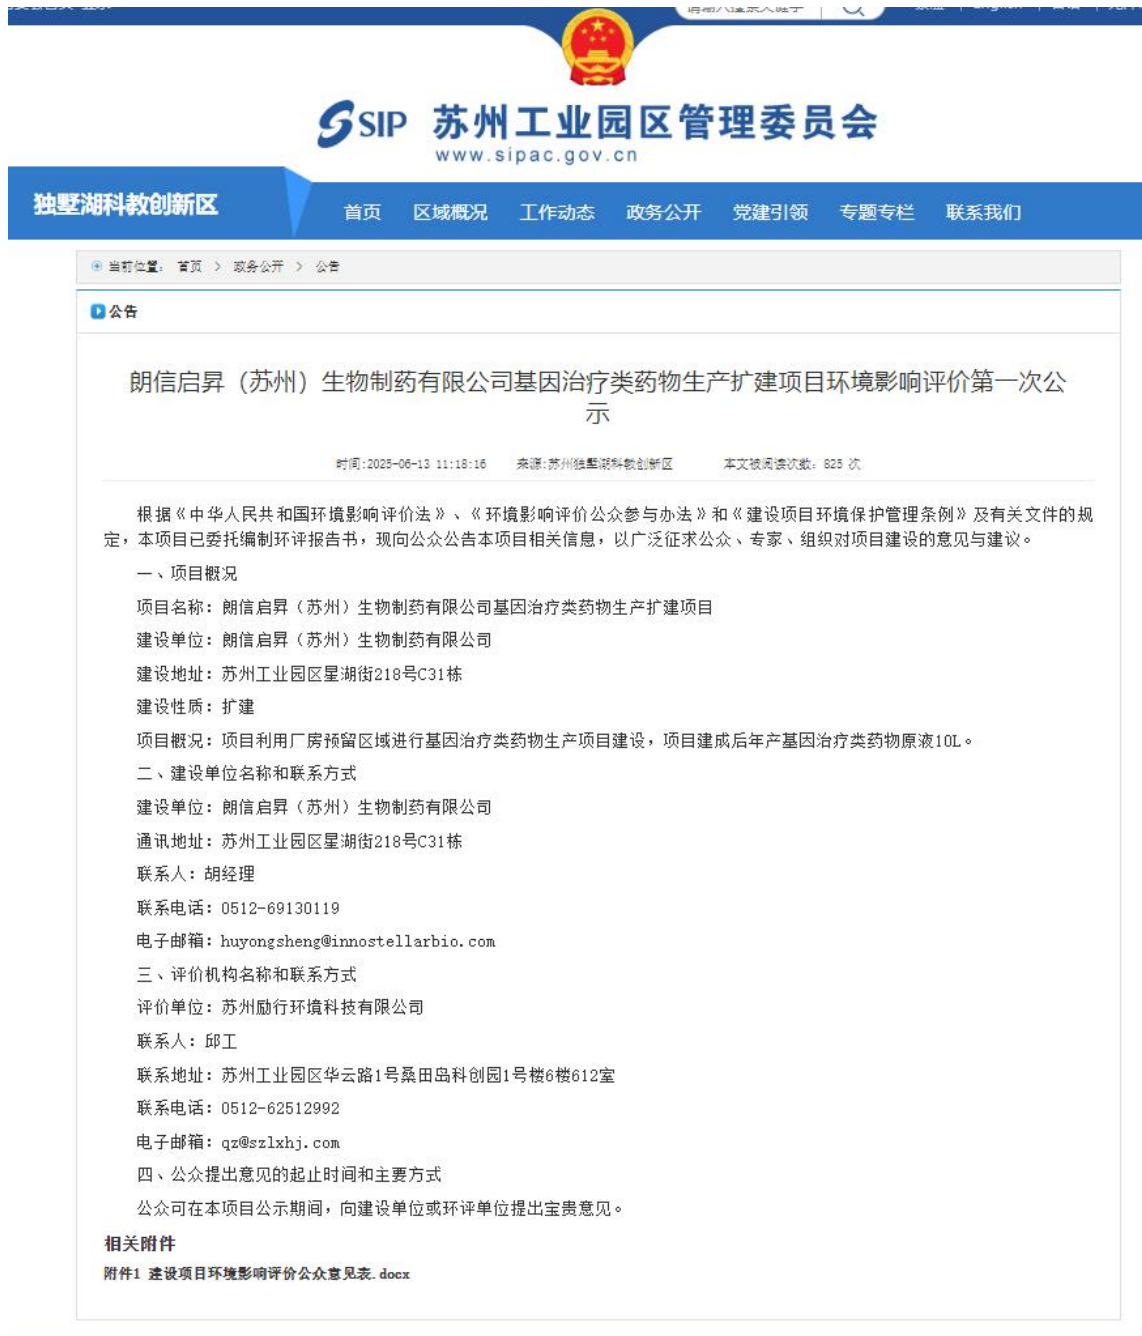 English
SIP 苏州工业园区管理委员会
www.sipac.gov.cn
独墅湖科教创新区
首页 区域概况 工作动态 政务公开 党建引领 专题专栏 联系我们
当前位置: 首页 > 政务公开 > 公告
公告
朗信启昇（苏州）生物制药有限公司基因治疗类药物生产扩建项目环境影响评价第一次公
示
时间:2025-06-13 11:18:16 来源:苏州独墅湖科教创新区 本文被阅读次数: 825 次
根据《中华人民共和国环境影响评价法》、《环境影响评价公众参与办法》和《建设项目环境保护管理条例》及有关文件的规
定，本项目已委托编制环评报告书，现向公众公告本项目相关信息，以广泛征求公众、专家、组织对项目建设的意见与建议。
一、项目概况
项目名称：朗信启昇（苏州）生物制药有限公司基因治疗类药物生产扩建项目
建设单位：朗信启昇（苏州）生物制药有限公司
建设地址：苏州工业园区星湖街218号C31栋
建设性质：扩建
项目概况：项目利用厂房预留区域进行基因治疗类药物生产项目建设，项目建成后年产基因治疗类药物原液10L。
二、建设单位名称和联系方式
建设单位：朗信启昇（苏州）生物制药有限公司
通讯地址：苏州工业园区星湖街218号C31栋
联系人：胡经理
联系电话：0512-69130119
电子邮箱：huyongsheng@innostellarbio.com
三、评价机构名称和联系方式
评价单位：苏州励行环境科技有限公司
联系人：邱工
联系地址：苏州工业园区华云路1号桑田岛科创园1号楼6楼612室
联系电话：0512-62512992
电子邮箱：qz@szlxhj.com
四、公众提出意见的起止时间和主要方式
公众可在本项目公示期间，向建设单位或环评单位提出宝贵意见。
相关附件
附件1 建设项目环境影响评价公众意见表.docx